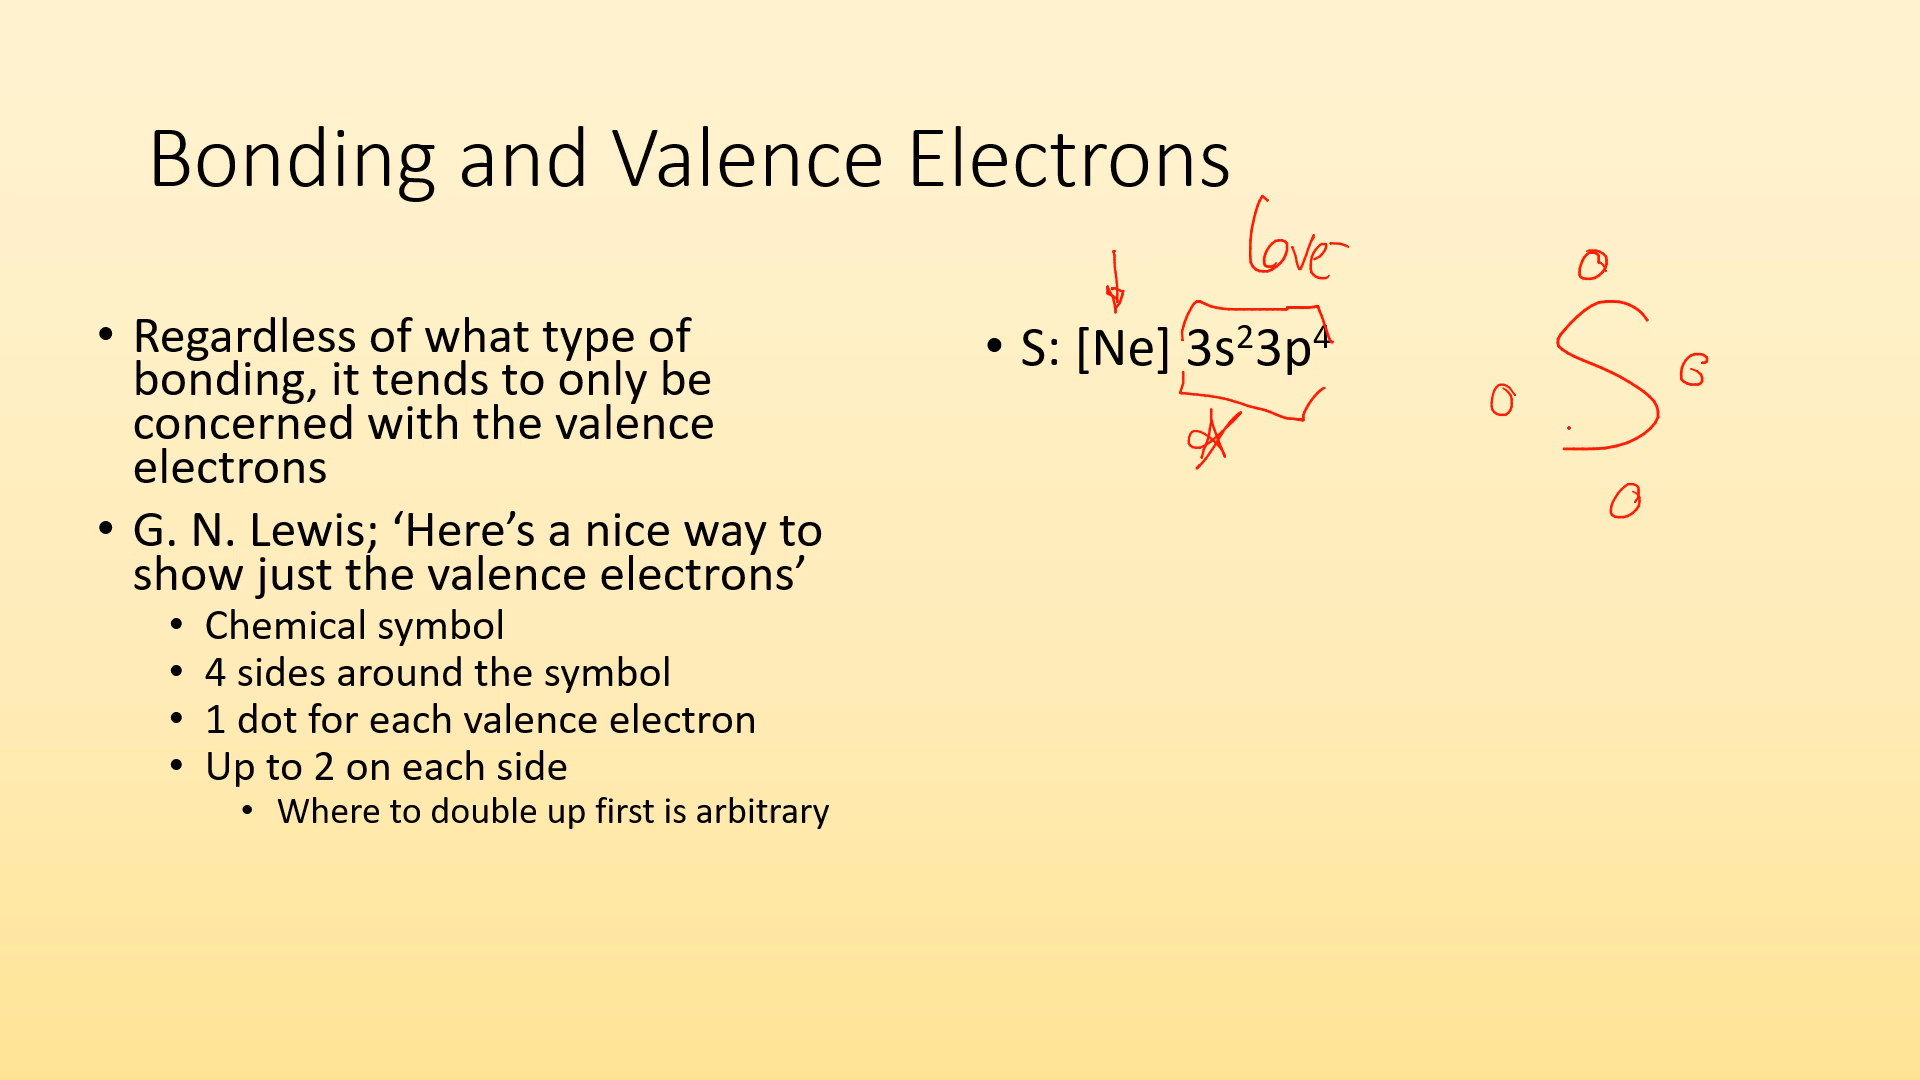 Bonding and Valence Electrons
• Regardless of what type of
bonding, it tends to only be
concerned with the valence
electrons
• G. N. Lewis; ‘Here’s a nice way to
show just the valence electrons’
• Chemical symbol
• 4 sides around the symbol
• 1 dot for each valence electron
• Up to 2 on each side
• Where to double up first is arbitrary
6ve-
• S: [Ne] 3s²3p⁴
S